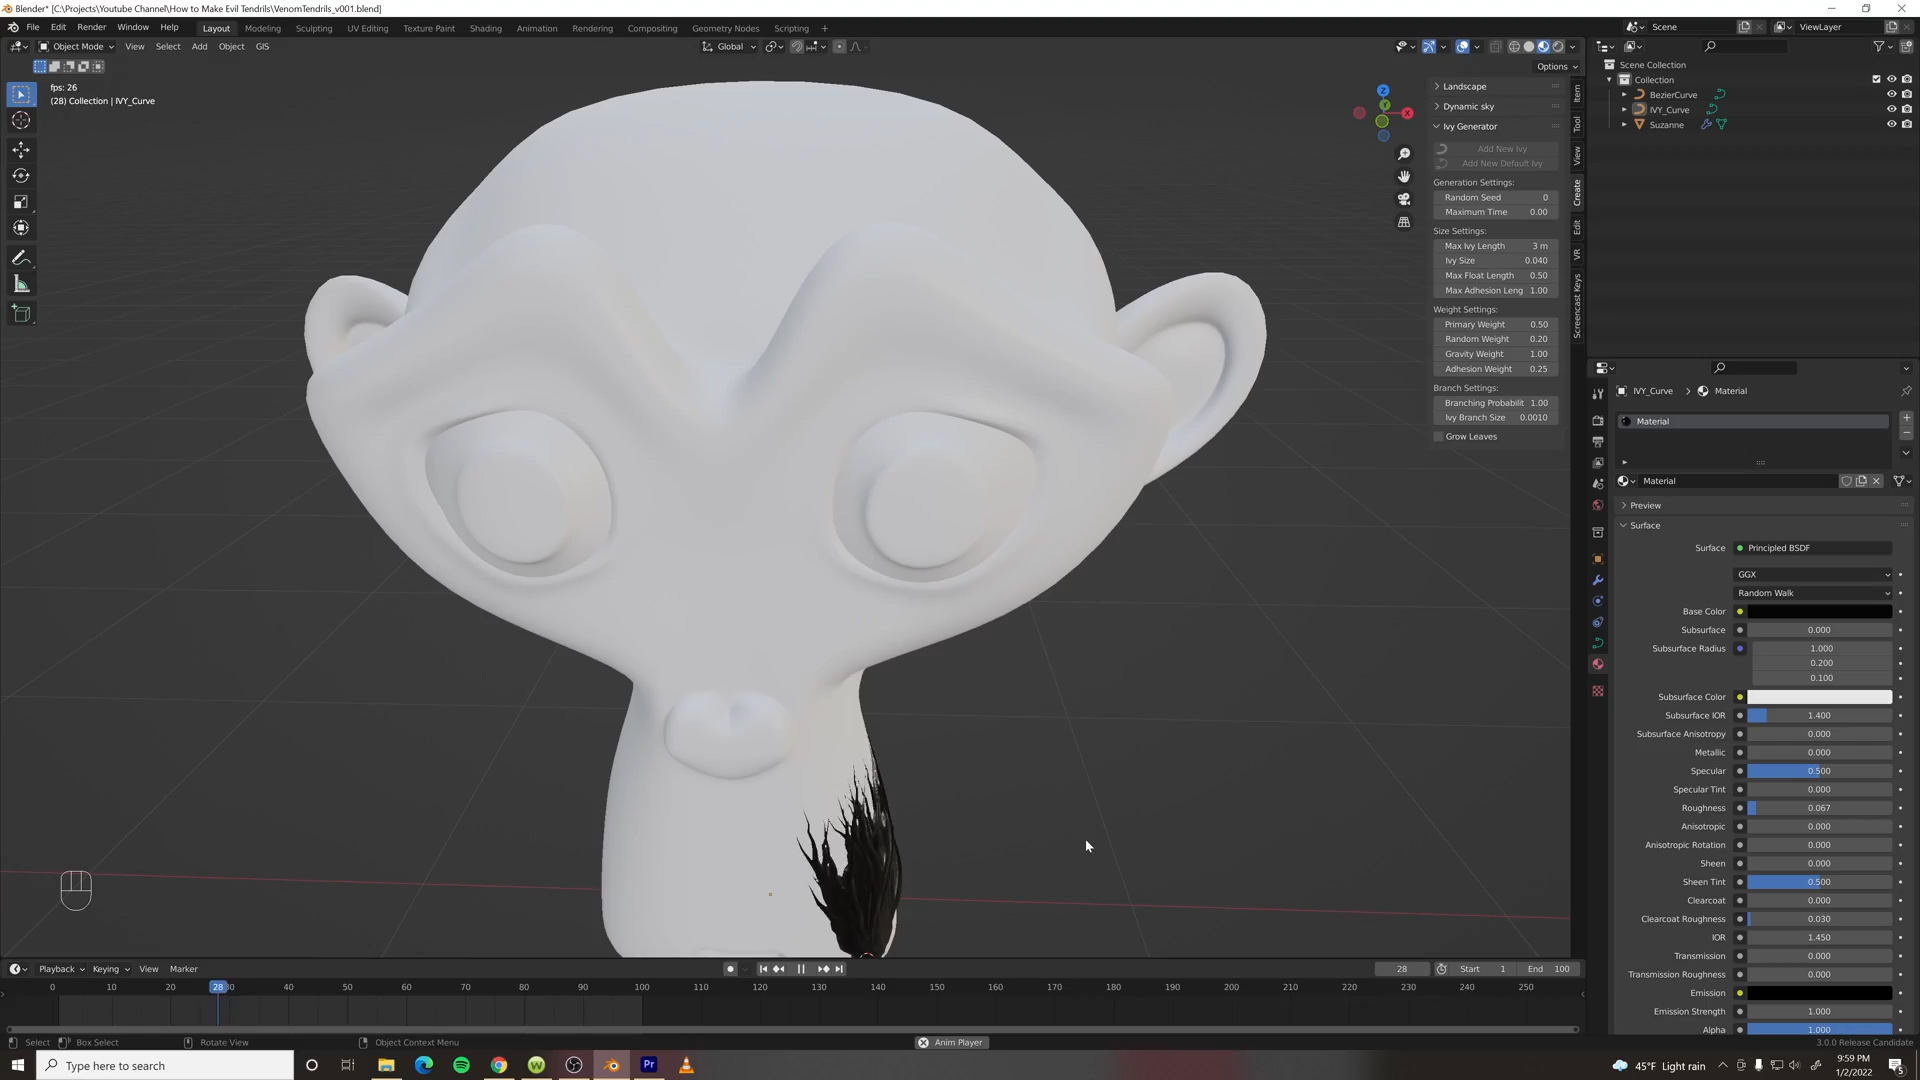 Blender* [C:\Projects\Youtube Channel\How to Make Evil Tendrils\VenomTendrils_v001.blend]
File Edit Render Window Help Layout Modeling Sculpting UV Editing Texture Paint Shading Animation Rendering Compositing Geometry Nodes Scripting + Scene ViewLayer
Object Mode View Select Add Object GIS Global
Options
fps: 26
(28) Collection | IVY_Curve
Landscape
Dynamic sky
Ivy Generator
Add New Ivy
Add New Default Ivy
Generation Settings:
Random Seed 0
Maximum Time 0.00
Size Settings:
Max Ivy Length 3 m
Ivy Size 0.040
Max Float Length 0.50
Max Adhesion Leng 1.00
Weight Settings:
Primary Weight 0.50
Random Weight 0.20
Gravity Weight 1.00
Adhesion Weight 0.25
Branch Settings:
Branching Probabilit 1.00
Ivy Branch Size 0.0010
Grow Leaves
Item
Tool
View
Create
Edit
VR
Screencast Keys
Z
Y
X
Scene Collection
Collection
BezierCurve
IVY_Curve
Suzanne
IVY_Curve > Material
Material
Material
Preview
Surface
Surface Principled BSDF
GGX
Random Walk
Base Color
Subsurface 0.000
Subsurface Radius 1.000
0.200
0.100
Subsurface Color
Subsurface IOR 1.400
Subsurface Anisotropy 0.000
Metallic 0.000
Specular 0.500
Specular Tint 0.000
Roughness 0.067
Anisotropic 0.000
Anisotropic Rotation 0.000
Sheen 0.000
Sheen Tint 0.500
Clearcoat 0.000
Clearcoat Roughness 0.030
IOR 1.450
Transmission 0.000
Transmission Roughness 0.000
Emission
Emission Strength 1.000
Alpha 1.000
Playback Keying View Marker 28 Start 1 End 100
0 10 20 28 30 40 50 60 70 80 90 100 110 120 130 140 150 160 170 180 190 200 210 220 230 240 250
Select Box Select Rotate View Object Context Menu Anim Player 3.0.0 Release Candidate
Type here to search
45°F Light rain
9:59 PM
1/2/2022
5